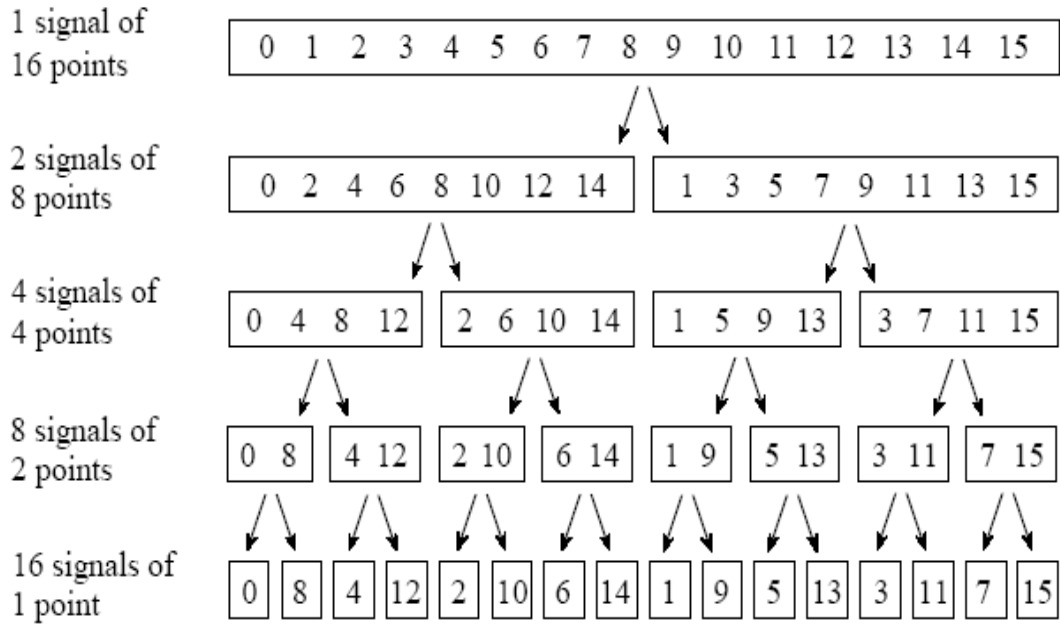 1 signal of
16 points
0 1 2 3 4 5 6 7 8 9 10 11 12 13 14 15
2 signals of
8 points
0 2 4 6 8 10 12 14 1 3 5 7 9 11 13 15
4 signals of
4 points
0 4 8 12 2 6 10 14 1 5 9 13 3 7 11 15
8 signals of
2 points
0 8 4 12 2 10 6 14 1 9 5 13 3 11 7 15
16 signals of
1 point
0 8 4 12 2 10 6 14 1 9 5 13 3 11 7 15